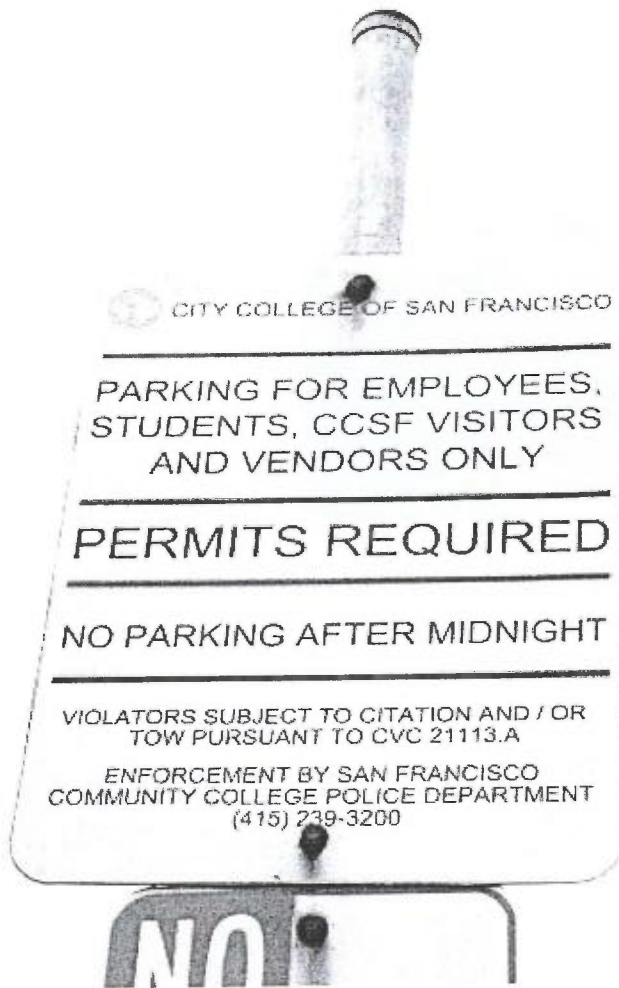 CITY COLLEGE OF SAN FRANCISCO
PARKING FOR EMPLOYEES,
STUDENTS, CCSF VISITORS
AND VENDORS ONLY
PERMITS REQUIRED
NO PARKING AFTER MIDNIGHT
VIOLATORS SUBJECT TO CITATION AND / OR
TOW PURSUANT TO CVC 21113.A
ENFORCEMENT BY SAN FRANCISCO
COMMUNITY COLLEGE POLICE DEPARTMENT
(415) 239-3200
NO